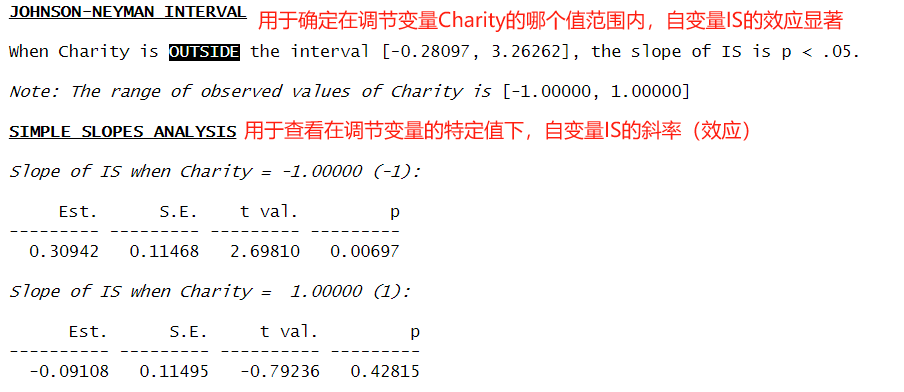 JOHNSON-NEYMAN INTERVAL 用于确定在调节变量Charity的哪个值范围内，自变量IS的效应显著
When Charity is OUTSIDE the interval [-0.28097, 3.26262], the slope of IS is p < .05.
Note: The range of observed values of Charity is [-1.00000, 1.00000]
SIMPLE SLOPES ANALYSIS 用于查看在调节变量的特定值下，自变量IS的斜率（效应）
Slope of IS when Charity = -1.00000 (-1):
Est. S.E. t val. p
--------- --------- --------- ---------
0.30942 0.11468 2.69810 0.00697
Slope of IS when Charity = 1.00000 (1):
Est. S.E. t val. p
---------- --------- ---------- ---------
-0.09108 0.11495 -0.79236 0.42815